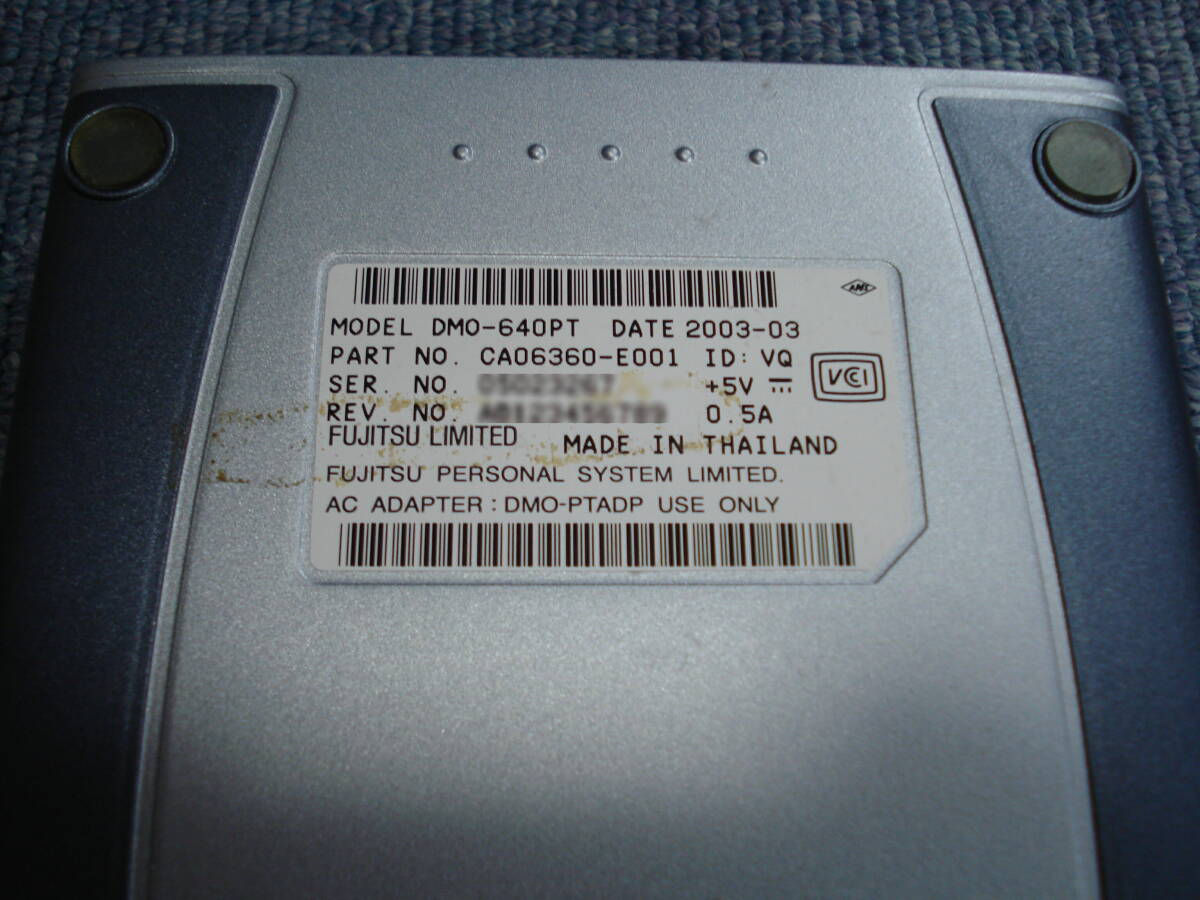 MODEL DMO-640PT DATE 2003-03
PART NO. CA06360-E001 ID: VQ
SER. NO. +5V
REV. NO. 0.5A
VCCI
FUJITSU LIMITED MADE IN THAILAND
FUJITSU PERSONAL SYSTEM LIMITED.
AC ADAPTER : DMO-PTADP USE ONLY